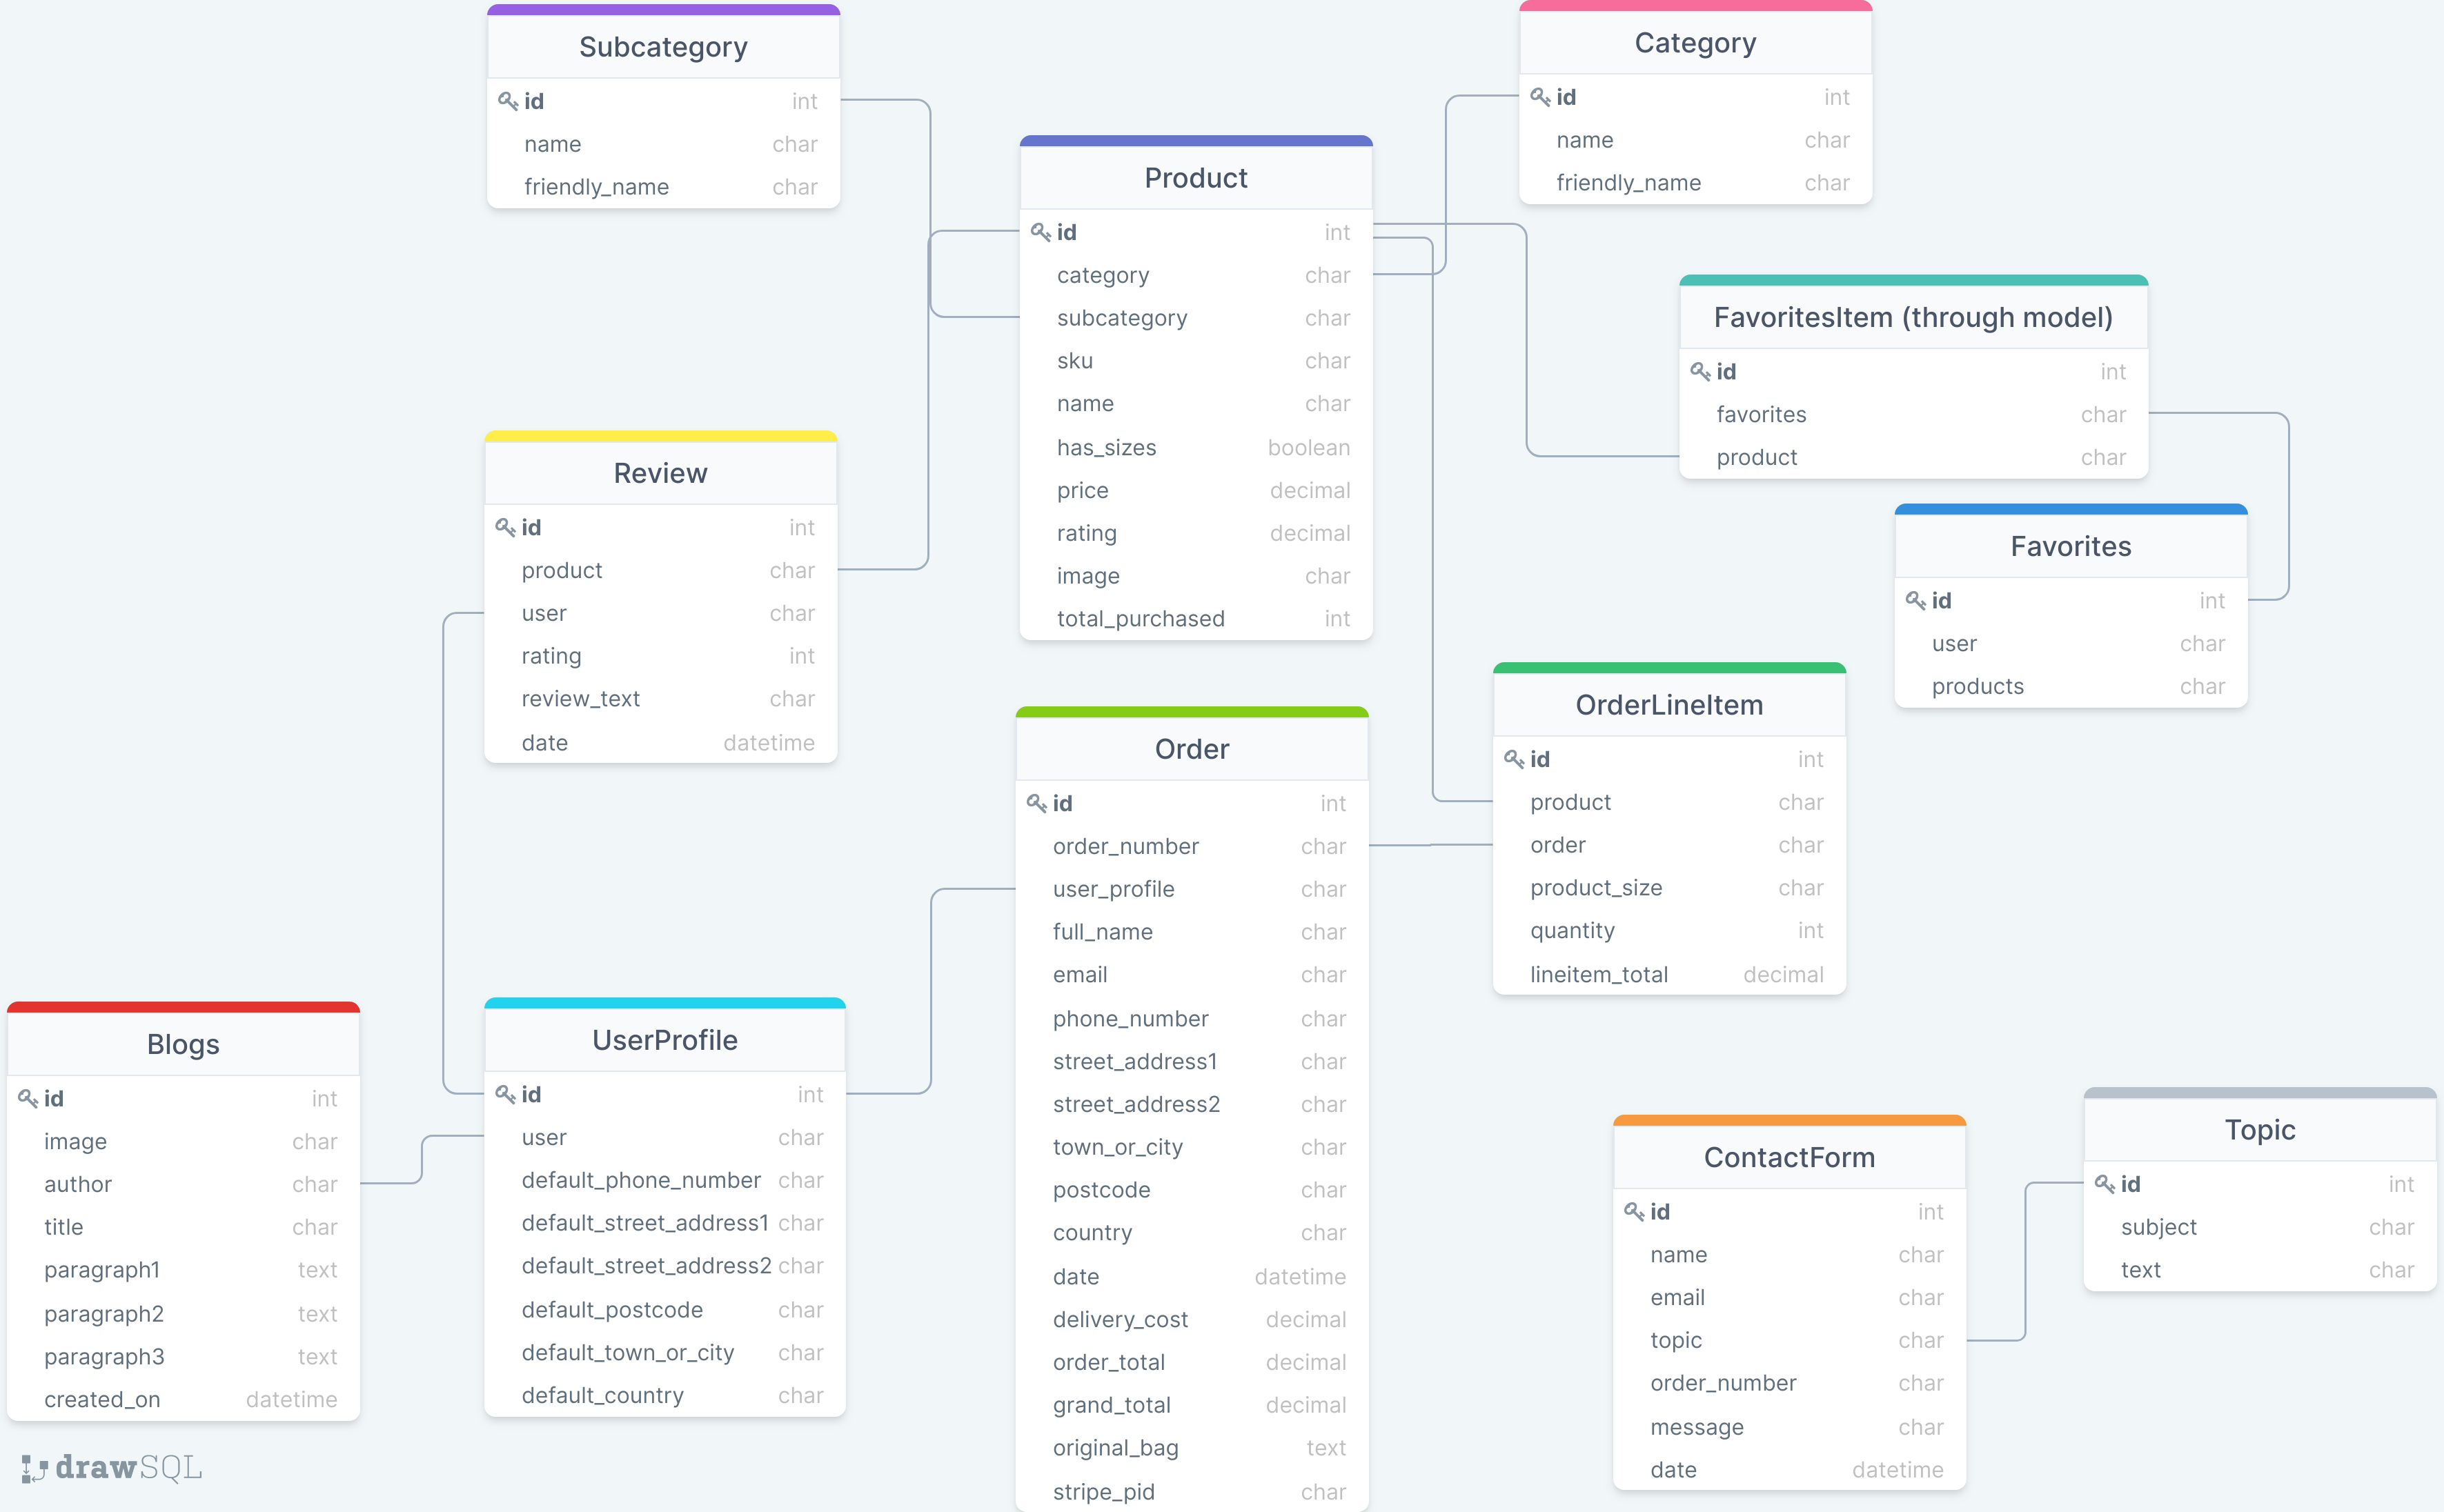 Subcategory
id int
name char
friendly_name char
Category
id int
name char
friendly_name char
Product
id int
category char
subcategory char
sku char
name char
has_sizes boolean
price decimal
rating decimal
image char
total_purchased int
FavoritesItem (through model)
id int
favorites char
product char
Review
id int
product char
user char
rating int
review_text char
date datetime
Favorites
id int
user char
products char
OrderLineItem
id int
product char
order char
product_size char
quantity int
lineitem_total decimal
Order
id int
order_number char
user_profile char
full_name char
email char
phone_number char
street_address1 char
street_address2 char
town_or_city char
postcode char
country char
date datetime
delivery_cost decimal
order_total decimal
grand_total decimal
original_bag text
stripe_pid char
Blogs
id int
image char
author char
title char
paragraph1 text
paragraph2 text
paragraph3 text
created_on datetime
UserProfile
id int
user char
default_phone_number char
default_street_address1 char
default_street_address2 char
default_postcode char
default_town_or_city char
default_country char
ContactForm
id int
name char
email char
topic char
order_number char
message char
date datetime
Topic
id int
subject char
text char
drawSQL